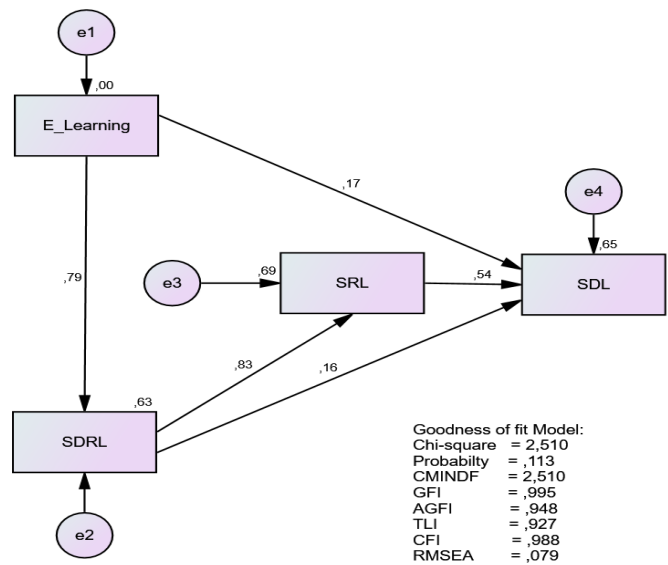 e1
,00
E_Learning
,17
e4
,65
,79
e3
,69
SRL
,54
SDL
,83
,16
,63
SDRL
e2
Goodness of fit Model:
Chi-square = 2,510
Probabilty = ,113
CMINDF = 2,510
GFI = ,995
AGFI = ,948
TLI = ,927
CFI = ,988
RMSEA = ,079